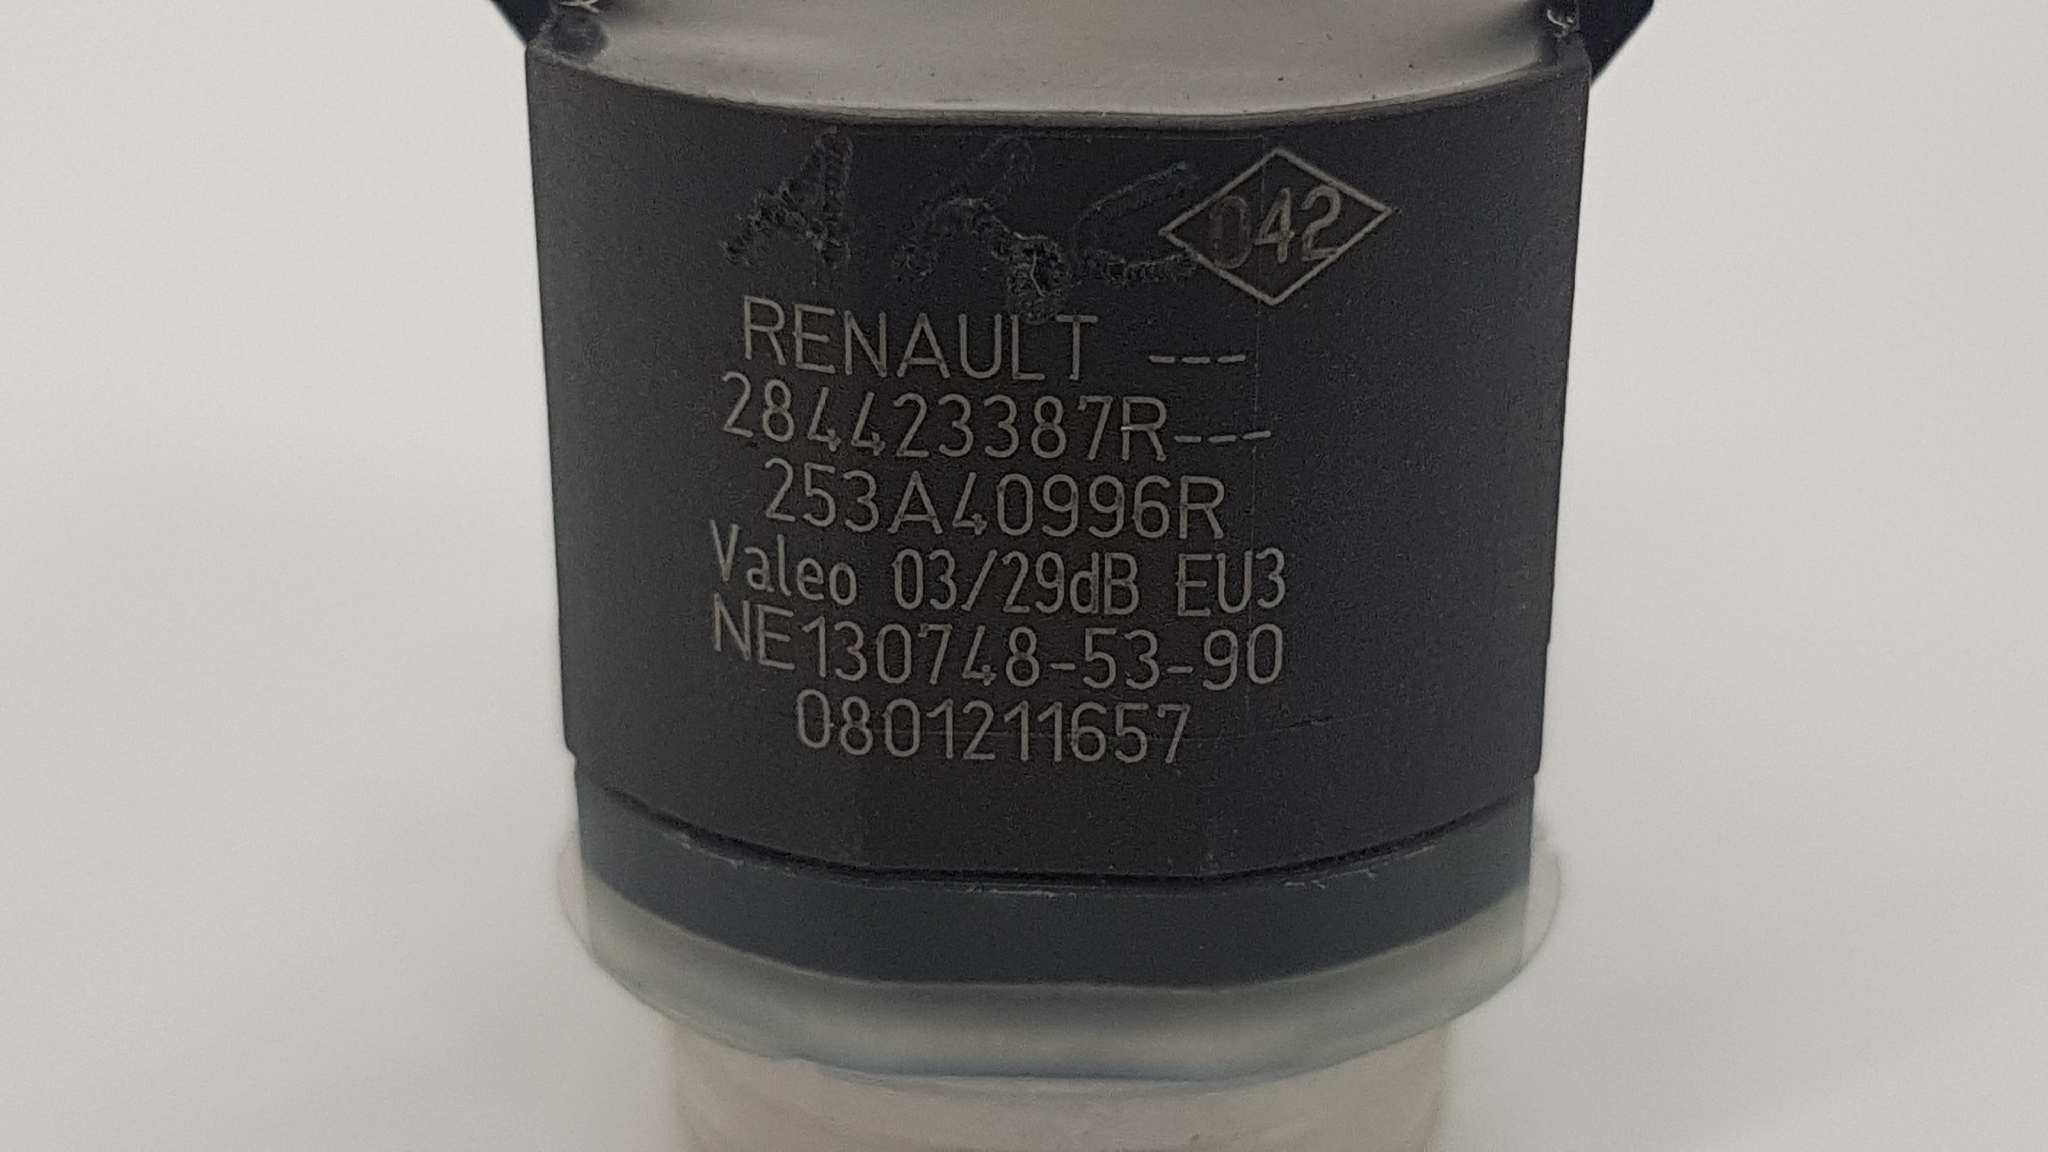 042
RENAULT ---
284423387R---
253A40996R
Valeo 03/29dB EU3
NE130748-53-90
0801211657